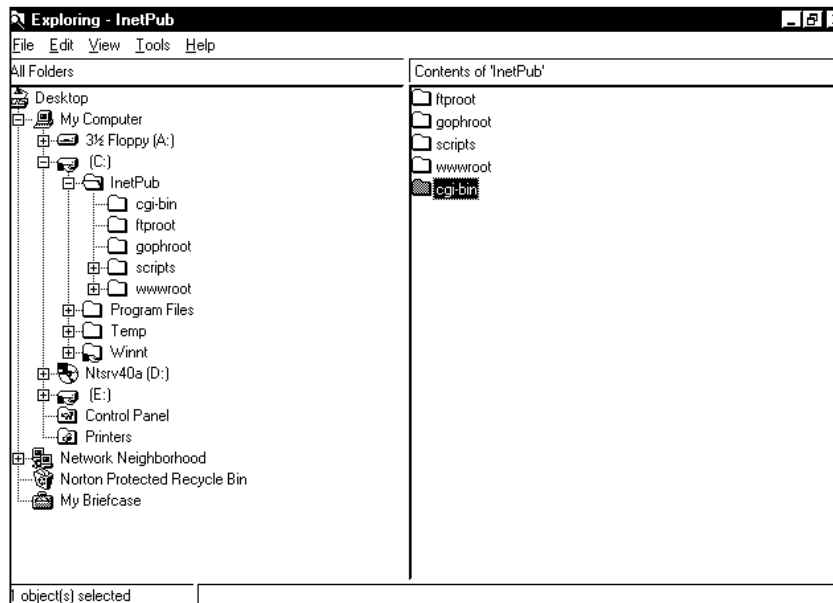 Exploring - InetPub
File Edit View Tools Help
All Folders
Contents of 'InetPub'
Desktop
My Computer
3½ Floppy (A:)
(C:)
InetPub
cgi-bin
ftproot
gophroot
scripts
wwwroot
Program Files
Temp
Winnt
Ntsrv40a (D:)
(E:)
Control Panel
Printers
Network Neighborhood
Norton Protected Recycle Bin
My Briefcase
ftproot
gophroot
scripts
wwwroot
cgi-bin
1 object(s) selected